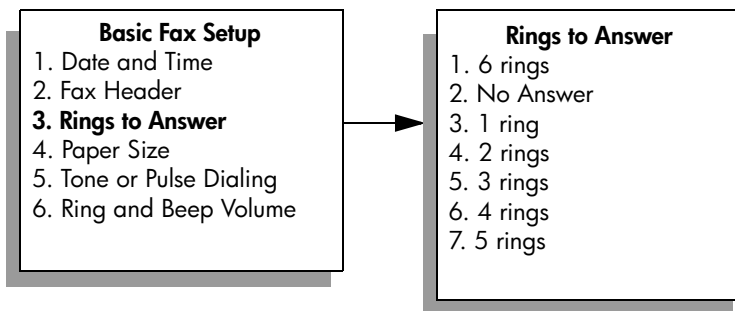 Basic Fax Setup
1. Date and Time
2. Fax Header
3. Rings to Answer
4. Paper Size
5. Tone or Pulse Dialing
6. Ring and Beep Volume
Rings to Answer
1. 6 rings
2. No Answer
3. 1 ring
4. 2 rings
5. 3 rings
6. 4 rings
7. 5 rings